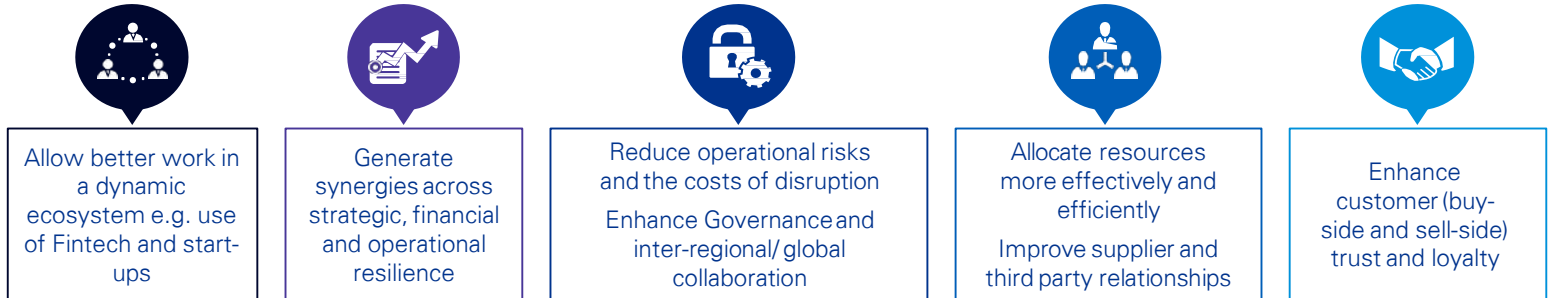 Allow better work in
a dynamic
ecosystem e.g. use
of Fintech and start-
ups
Generate
synergies across
strategic, financial
and operational
resilience
Reduce operational risks
and the costs of disruption
Enhance Governance and
inter-regional/ global
collaboration
Allocate resources
more effectively and
efficiently
Improve supplier and
third party relationships
Enhance
customer (buy-
side and sell-side)
trust and loyalty